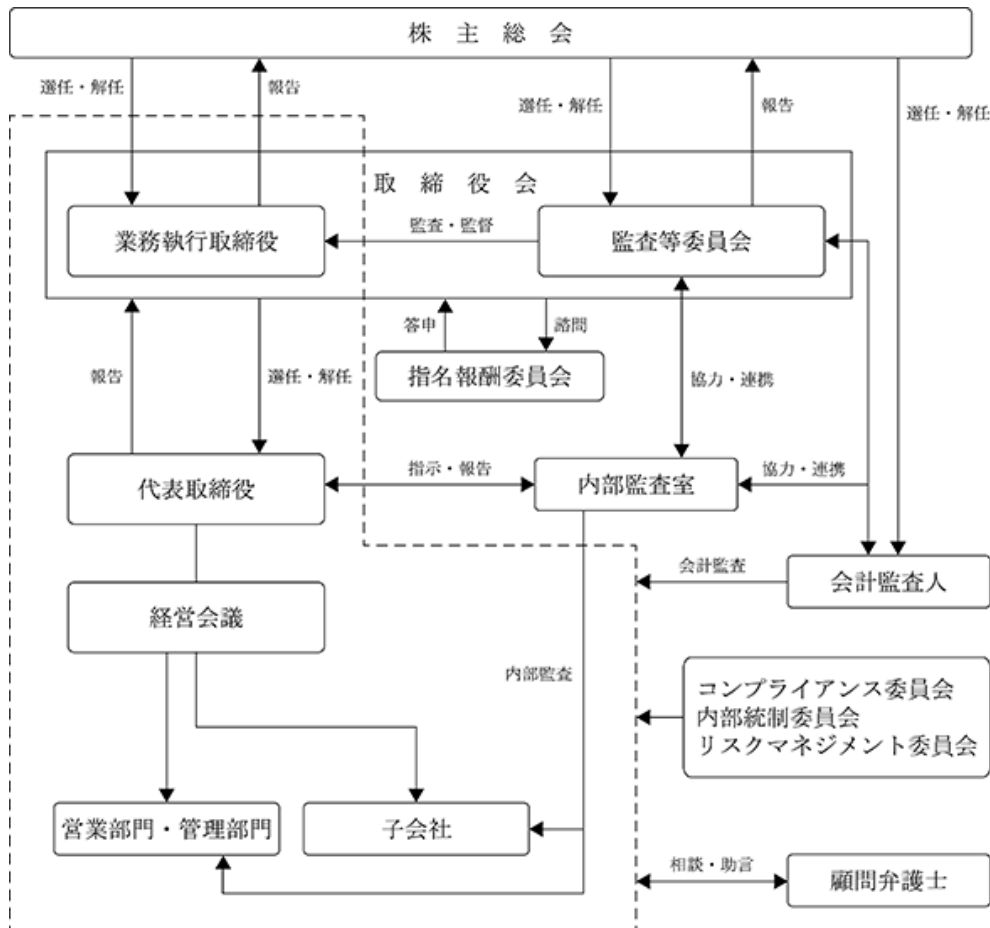 株主総会
選任・解任
報告
選任・解任
報告
選任・解任
取締役会
業務執行取締役
監査・監督
監査等委員会
答申
諮問
指名報酬委員会
報告
選任・解任
協力・連携
代表取締役
指示・報告
内部監査室
協力・連携
会計監査
会計監査人
経営会議
内部監査
コンプライアンス委員会
内部統制委員会
リスクマネジメント委員会
営業部門・管理部門
子会社
相談・助言
顧問弁護士